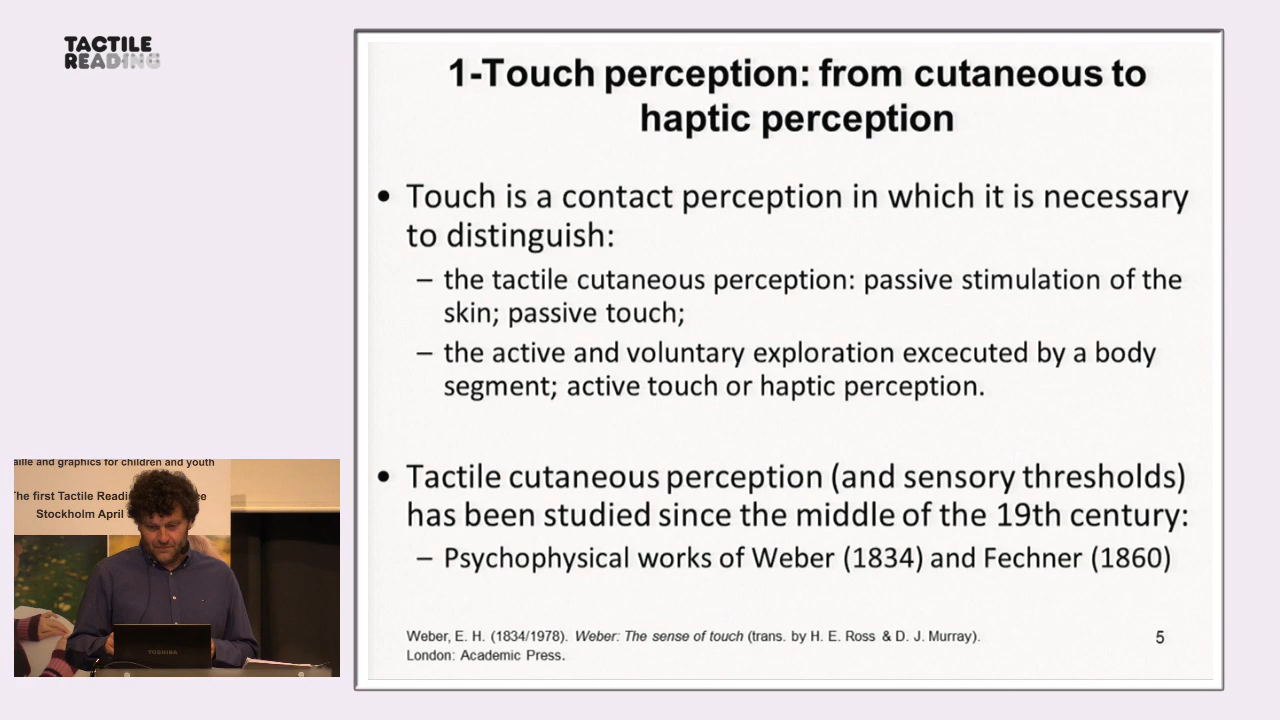 TACTILE
READING
1-Touch perception: from cutaneous to
haptic perception
• Touch is a contact perception in which it is necessary
to distinguish:
– the tactile cutaneous perception: passive stimulation of the
skin; passive touch;
– the active and voluntary exploration excecuted by a body
segment; active touch or haptic perception.
• Tactile cutaneous perception (and sensory thresholds)
has been studied since the middle of the 19th century:
– Psychophysical works of Weber (1834) and Fechner (1860)
Weber, E. H. (1834/1978). Weber: The sense of touch (trans. by H. E. Ross & D. J. Murray).
London: Academic Press.
5
and graphics for children and youth
first Tactile
Stockholm April
TOSHIBA